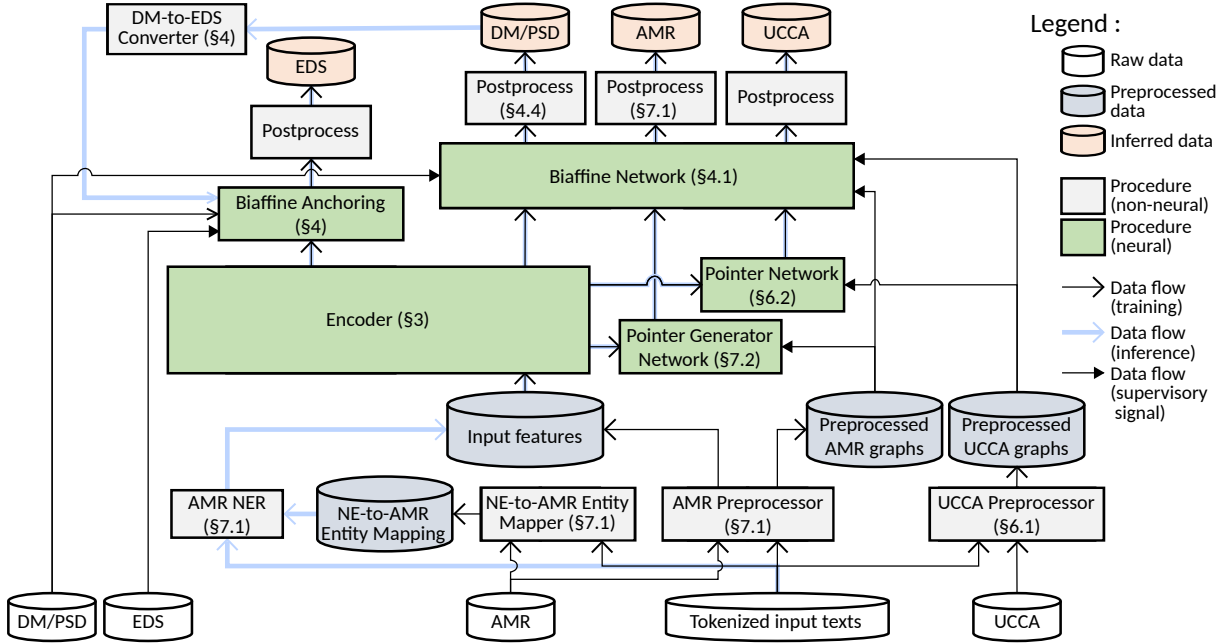 DM-to-EDS
Converter (§4)
DM/PSD
AMR
UCCA
EDS
Postprocess
(§4.4)
Postprocess
(§7.1)
Postprocess
Postprocess
Biaffine Network (§4.1)
Biaffine Anchoring
(§4)
Encoder (§3)
Pointer Network
(§6.2)
Pointer Generator
Network (§7.2)
Input features
Preprocessed
AMR graphs
Preprocessed
UCCA graphs
AMR NER
(§7.1)
NE-to-AMR
Entity Mapping
NE-to-AMR Entity
Mapper (§7.1)
AMR Preprocessor
(§7.1)
UCCA Preprocessor
(§6.1)
DM/PSD
EDS
AMR
Tokenized input texts
UCCA
Legend :
Raw data
Preprocessed
data
Inferred data
Procedure
(non-neural)
Procedure
(neural)
Data flow
(training)
Data flow
(inference)
Data flow
(supervisory
signal)